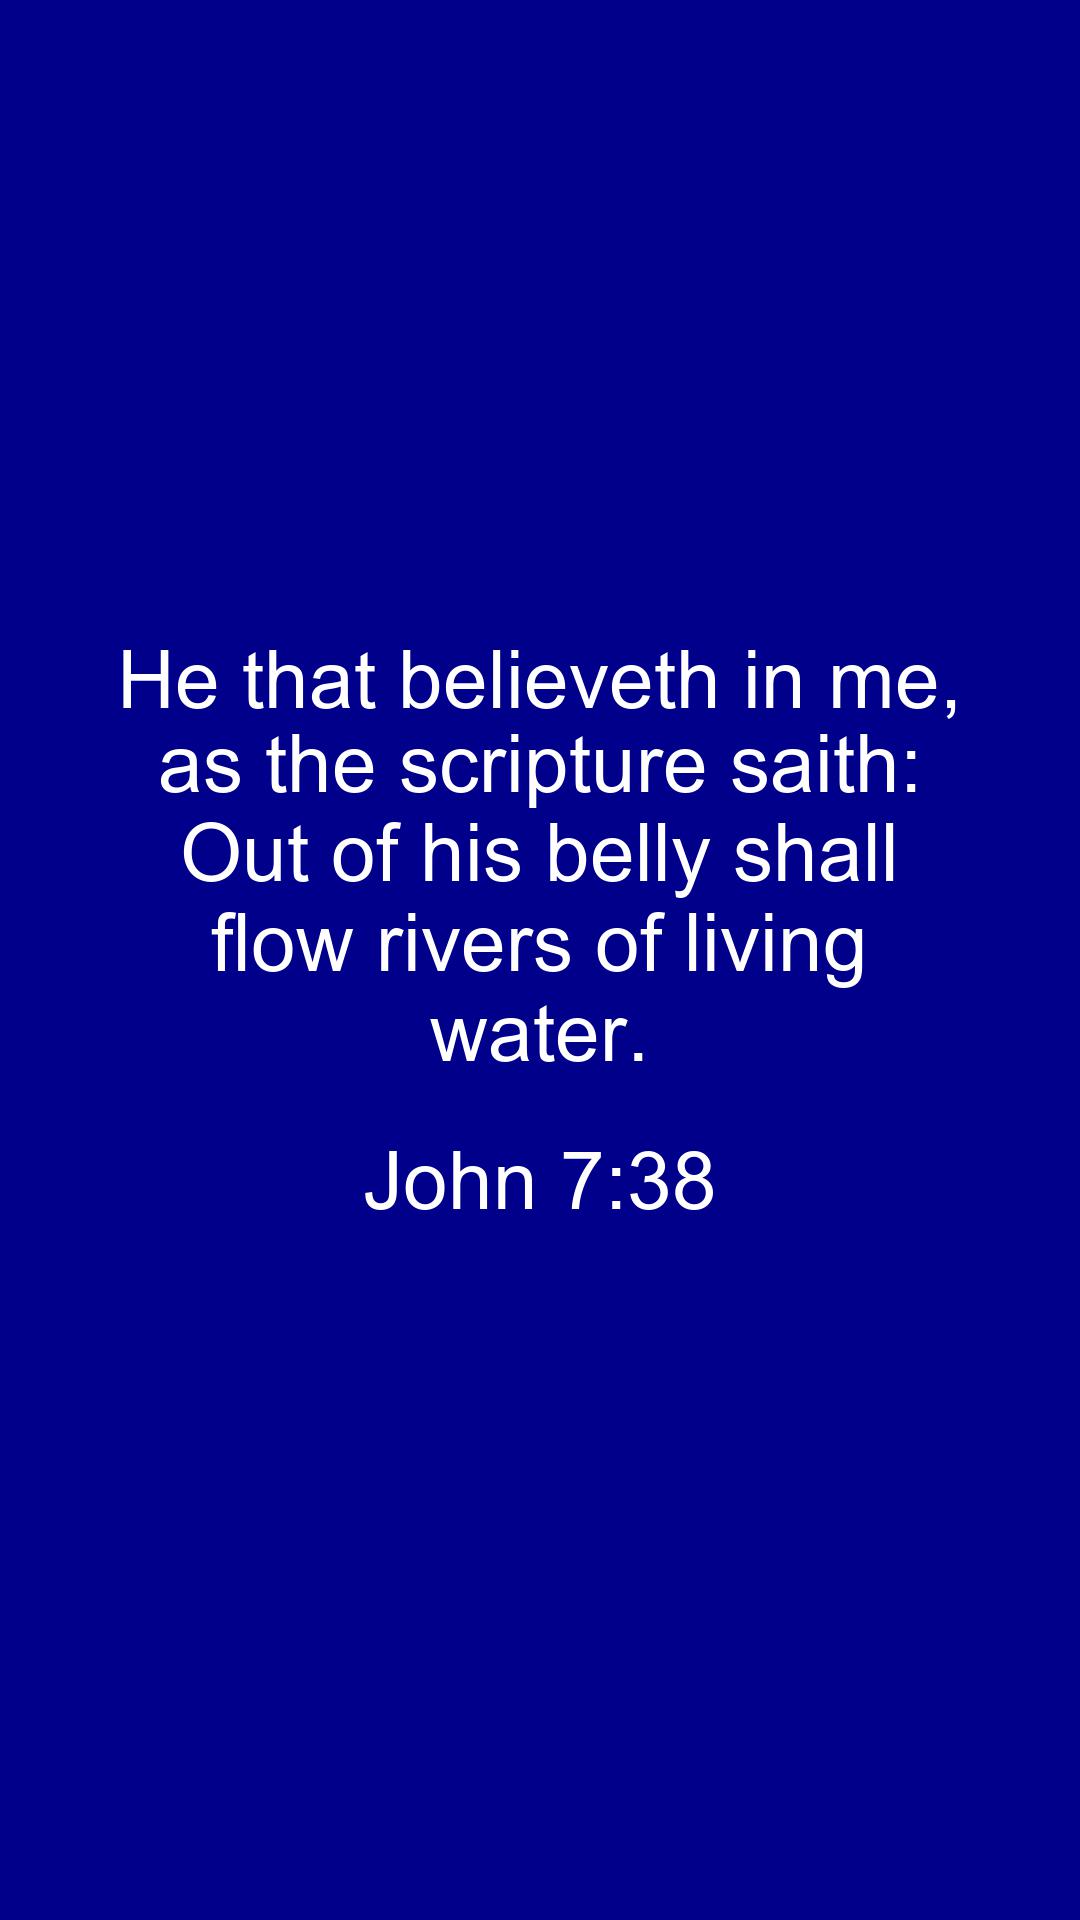 He that believeth in me,
as the scripture saith:
Out of his belly shall
flow rivers of living
water.
John 7:38